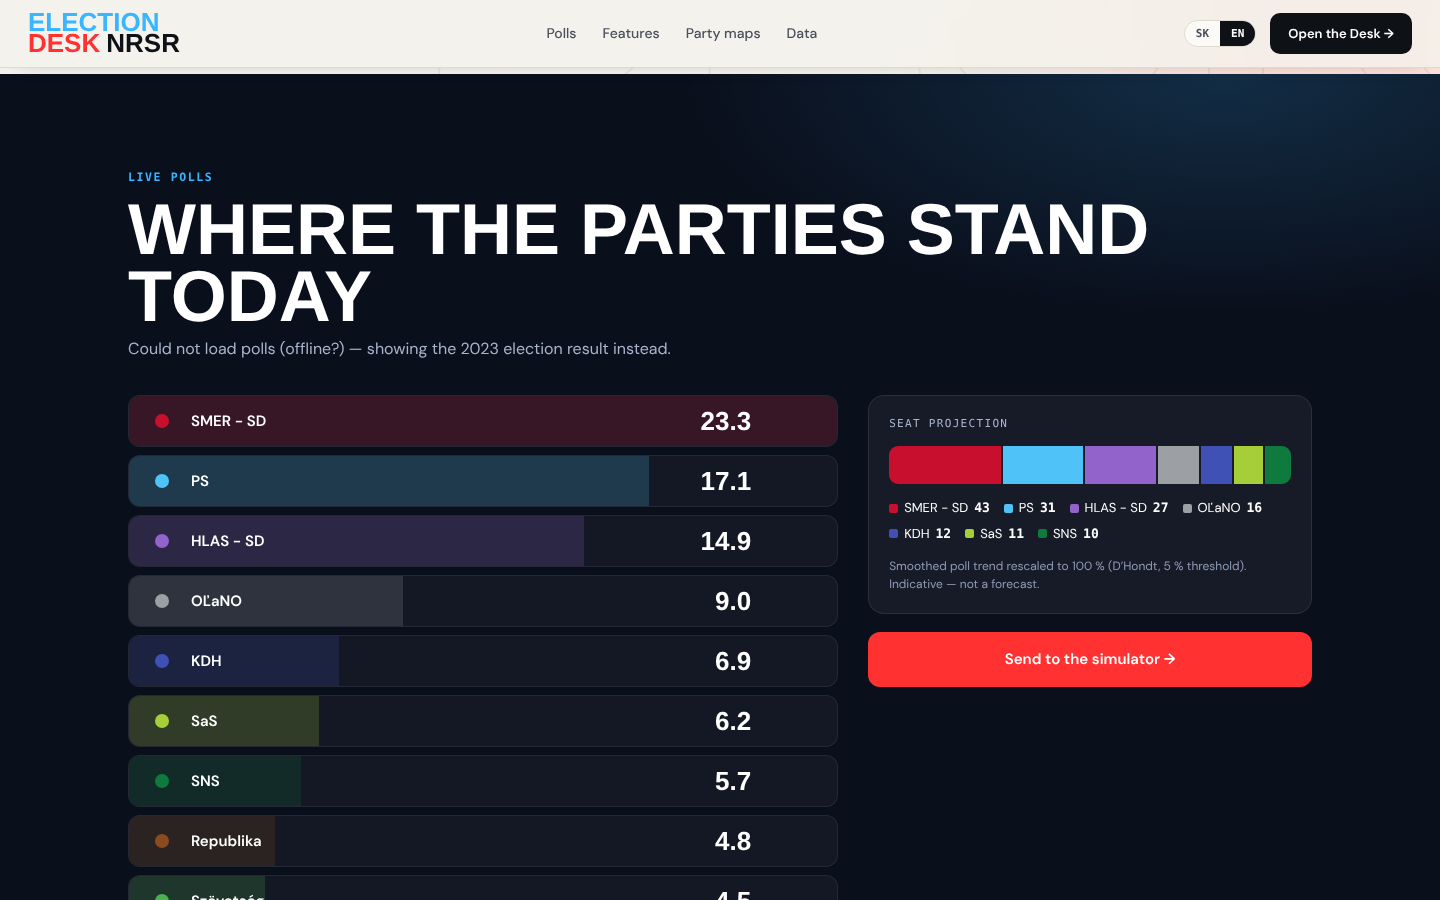 ELECTION
DESK NRSR
Polls Features Party maps Data
SK EN
Open the Desk →
LIVE POLLS
WHERE THE PARTIES STAND
TODAY
Could not load polls (offline?) — showing the 2023 election result instead.
SMER – SD 23.3
PS 17.1
HLAS – SD 14.9
OĽaNO 9.0
KDH 6.9
SaS 6.2
SNS 5.7
Republika 4.8
Szövetség 4.5
SEAT PROJECTION
SMER – SD 43 PS 31 HLAS – SD 27 OĽaNO 16
KDH 12 SaS 11 SNS 10
Smoothed poll trend rescaled to 100 % (D’Hondt, 5 % threshold).
Indicative — not a forecast.
Send to the simulator →